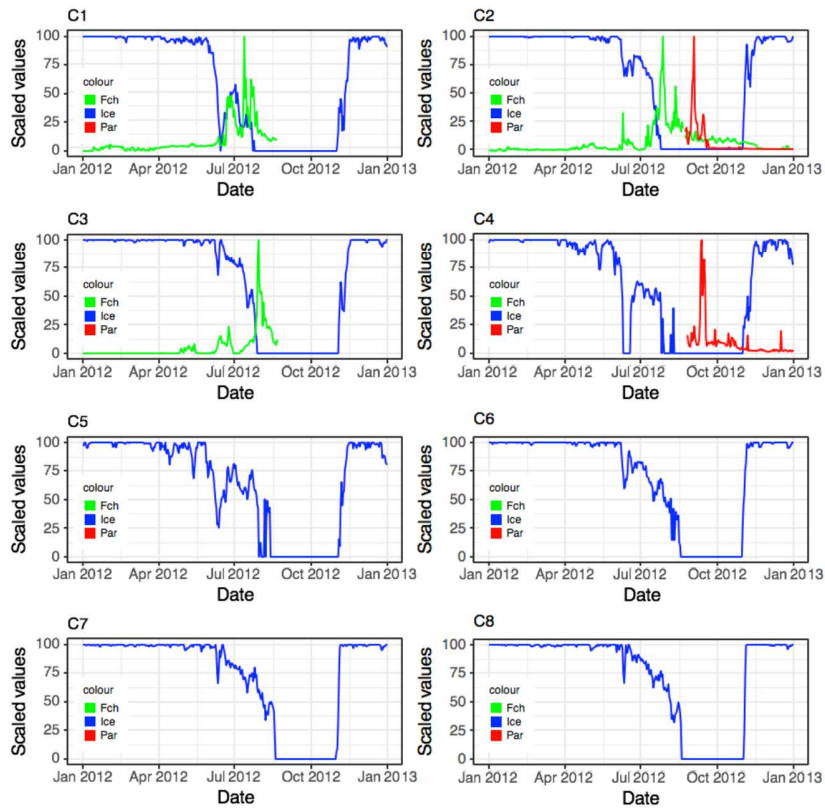 C1
C2
Scaled values
100
75
50
25
0
colour
Fch
Ice
Par
Jan 2012
Apr 2012
Jul 2012
Oct 2012
Jan 2013
Date
Scaled values
100
75
50
25
0
colour
Fch
Ice
Par
Jan 2012
Apr 2012
Jul 2012
Oct 2012
Jan 2013
Date
C3
C4
Scaled values
100
75
50
25
0
colour
Fch
Ice
Par
Jan 2012
Apr 2012
Jul 2012
Oct 2012
Jan 2013
Date
Scaled values
100
75
50
25
0
colour
Fch
Ice
Par
Jan 2012
Apr 2012
Jul 2012
Oct 2012
Jan 2013
Date
C5
C6
Scaled values
100
75
50
25
0
colour
Fch
Ice
Par
Jan 2012
Apr 2012
Jul 2012
Oct 2012
Jan 2013
Date
Scaled values
100
75
50
25
0
colour
Fch
Ice
Par
Jan 2012
Apr 2012
Jul 2012
Oct 2012
Jan 2013
Date
C7
C8
Scaled values
100
75
50
25
0
colour
Fch
Ice
Par
Jan 2012
Apr 2012
Jul 2012
Oct 2012
Jan 2013
Date
Scaled values
100
75
50
25
0
colour
Fch
Ice
Par
Jan 2012
Apr 2012
Jul 2012
Oct 2012
Jan 2013
Date